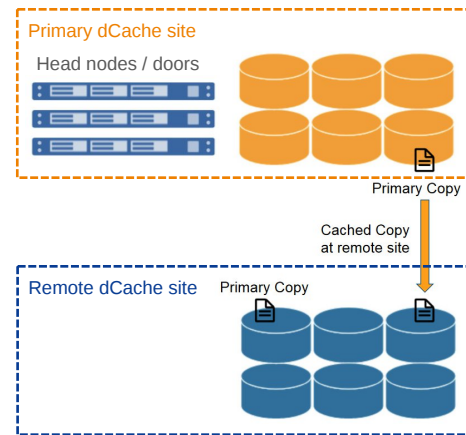 Primary dCache site
Head nodes / doors
Primary Copy
Cached Copy
at remote site
Remote dCache site
Primary Copy